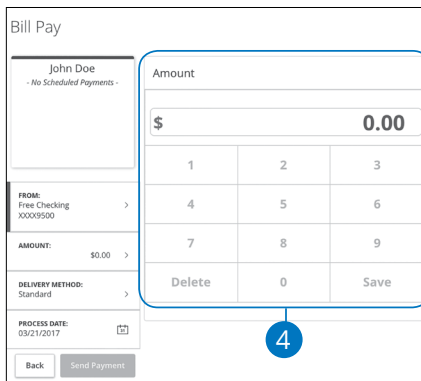 Bill Pay
John Doe
- No Scheduled Payments -
FROM:
Free Checking
XXXX9500
AMOUNT:
$0.00
DELIVERY METHOD:
Standard
PROCESS DATE:
03/21/2017
31
Back Send Payment
Amount
$ 0.00
1 2 3
4 5 6
7 8 9
Delete 0 Save
4